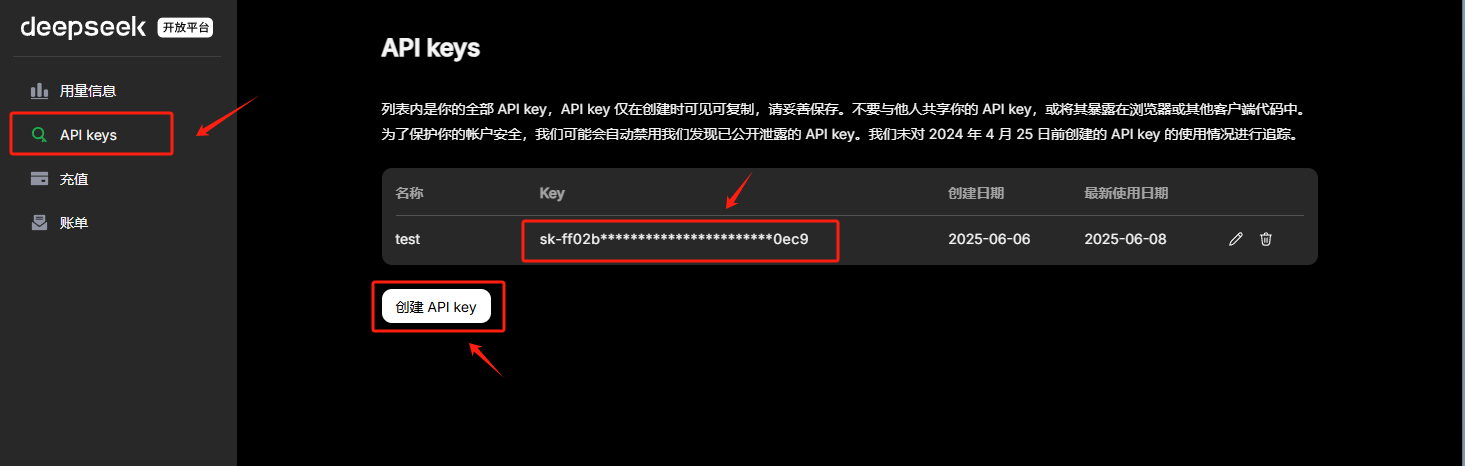 deepseek 开放平台
用量信息
API keys
充值
账单
API keys
列表内是你的全部 API key，API key 仅在创建时可见可复制，请妥善保存。不要与他人共享你的 API key，或将其暴露在浏览器或其他客户端代码中。
为了保护你的帐户安全，我们可能会自动禁用我们发现已公开泄露的 API key。我们未对 2024 年 4 月 25 日前创建的 API key 的使用情况进行追踪。
名称 Key 创建日期 最新使用日期
test sk-ff02b***********************0ec9 2025-06-06 2025-06-08
创建 API key